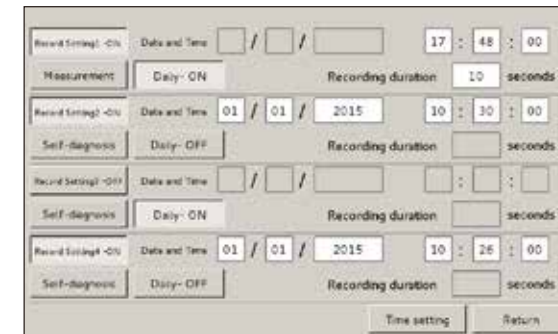 Record Setting1 -ON Date and Time / / 17 : 48 : 00
Measurement Daily- ON Recording duration 10 seconds
Record Setting2 -ON Date and Time 01 / 01 / 2015 10 : 30 : 00
Self-diagnosis Daily- OFF Recording duration seconds
Record Setting3 -OFF Date and Time / / : :
Self-diagnosis Daily- ON Recording duration seconds
Record Setting4 -ON Date and Time 01 / 01 / 2015 10 : 26 : 00
Self-diagnosis Daily- OFF Recording duration seconds
Time setting Return